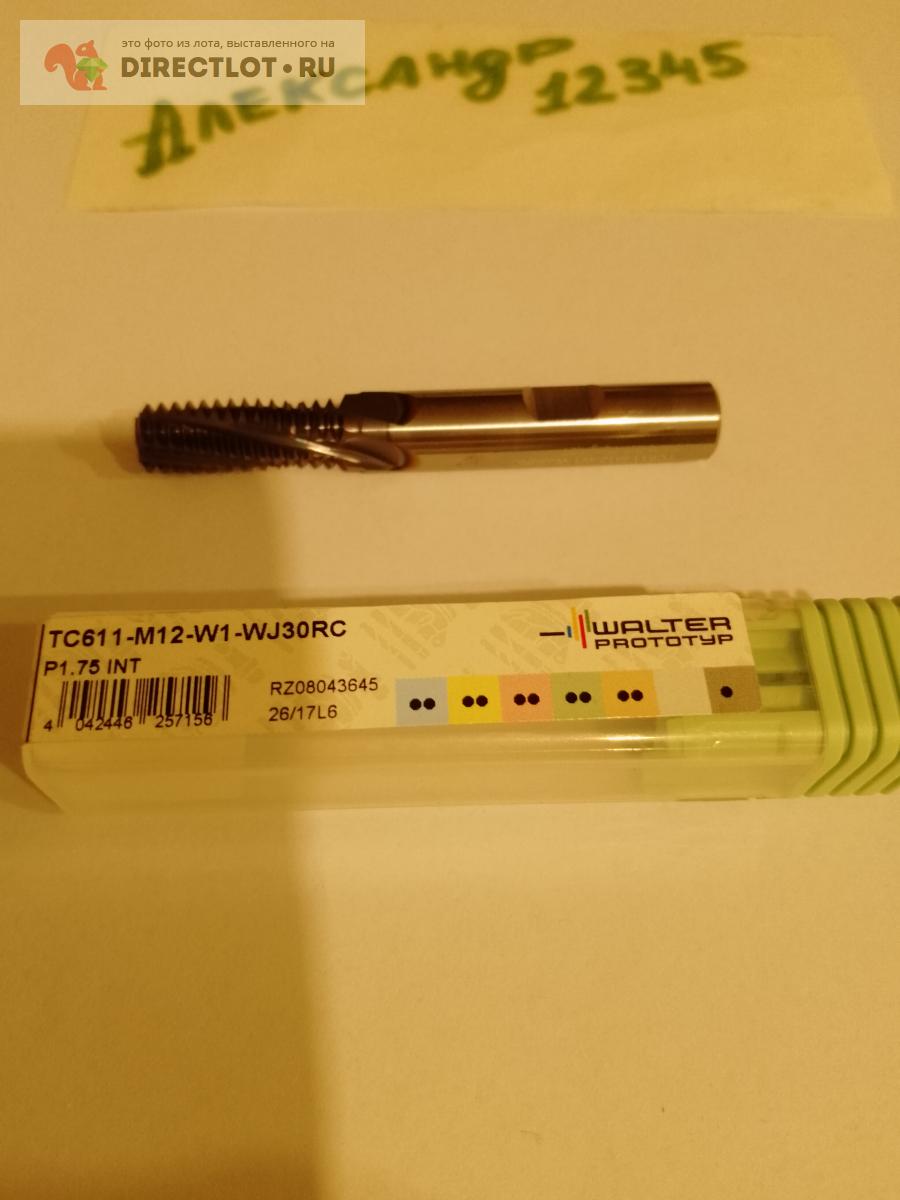 это фото из лота, выставленного на
DIRECTLOT•RU
Александр
12345
TC611-M12-W1-WJ30RC
P1.75 INT
4 042446 257156
RZ08043645
26/17L6
WALTER
PROTOTYP